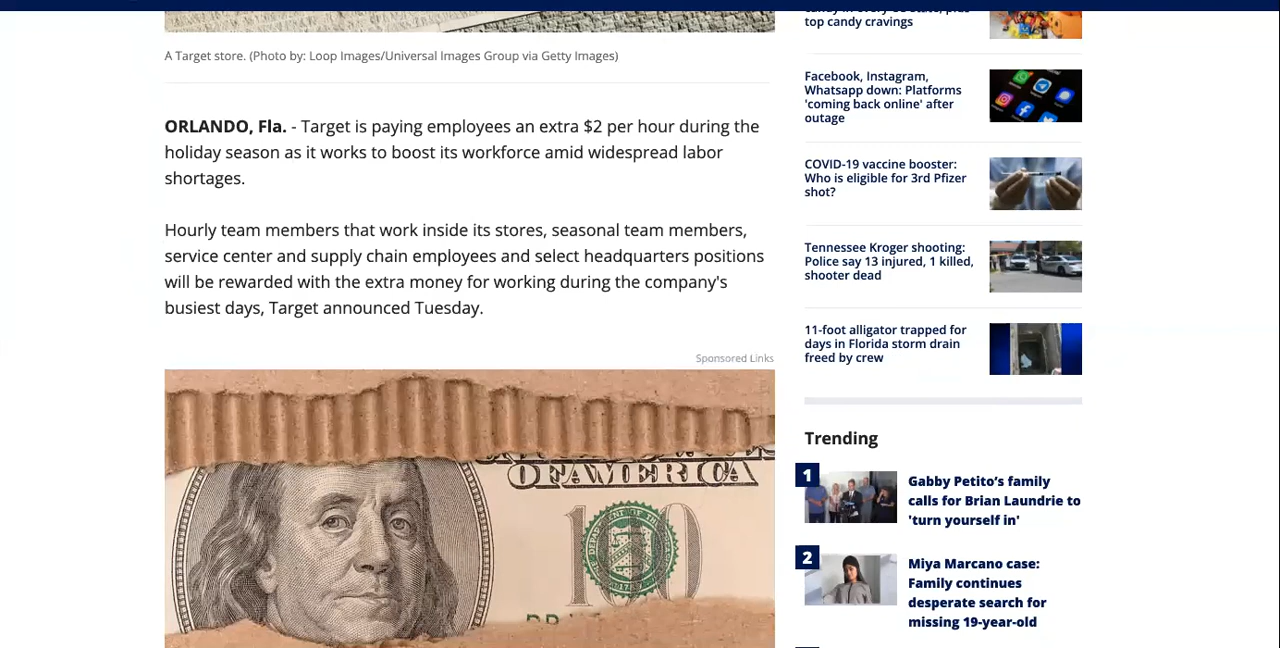 A Target store. (Photo by: Loop Images/Universal Images Group via Getty Images)
ORLANDO, Fla. - Target is paying employees an extra $2 per hour during the
holiday season as it works to boost its workforce amid widespread labor
shortages.
Hourly team members that work inside its stores, seasonal team members,
service center and supply chain employees and select headquarters positions
will be rewarded with the extra money for working during the company's
busiest days, Target announced Tuesday.
Sponsored Links
OF AMERICA
100
top candy cravings
Facebook, Instagram,
Whatsapp down: Platforms
'coming back online' after
outage
COVID-19 vaccine booster:
Who is eligible for 3rd Pfizer
shot?
Tennessee Kroger shooting:
Police say 13 injured, 1 killed,
shooter dead
11-foot alligator trapped for
days in Florida storm drain
freed by crew
Trending
1
Gabby Petito’s family
calls for Brian Laundrie to
'turn yourself in'
2
Miya Marcano case:
Family continues
desperate search for
missing 19-year-old